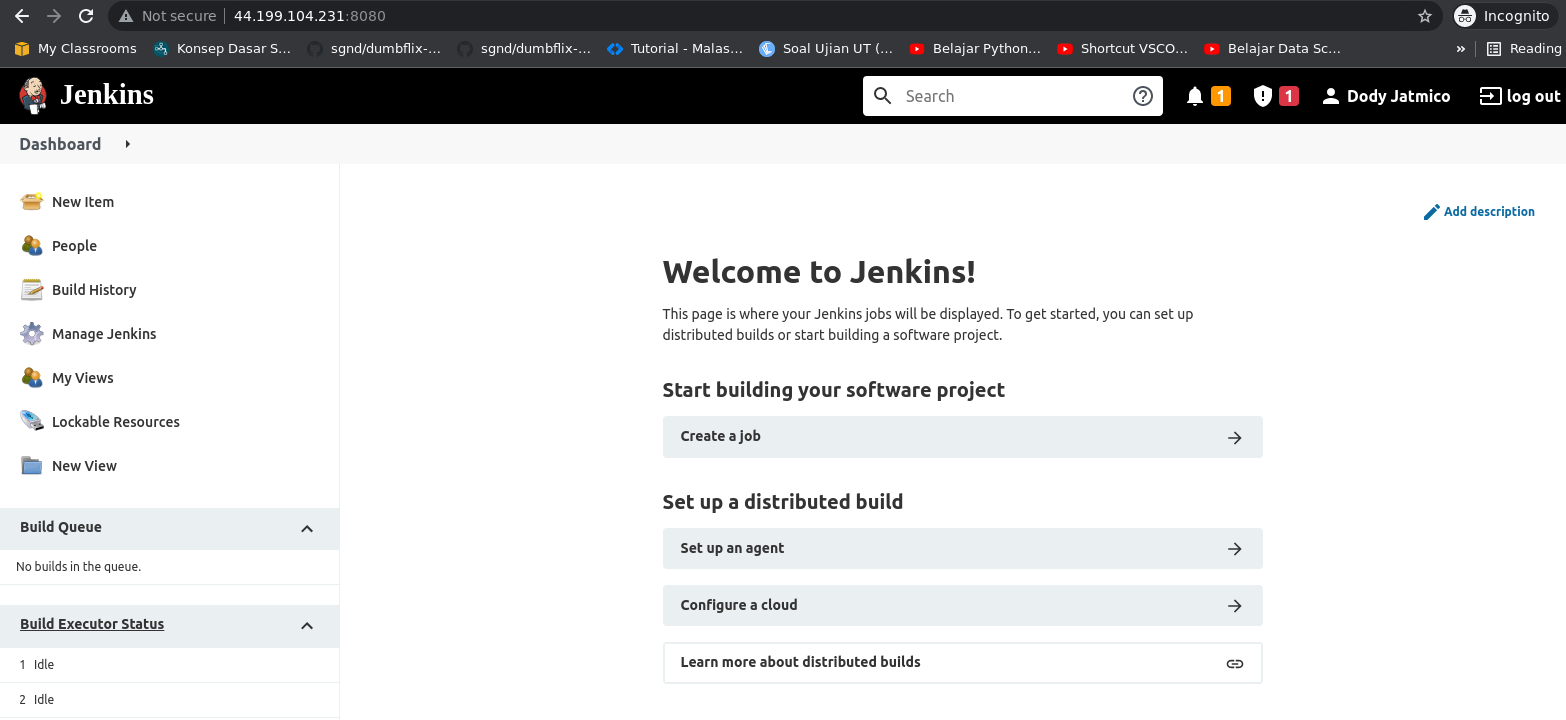 Not secure 44.199.104.231:8080 Incognito
My Classrooms Konsep Dasar S... sgnd/dumbflix-... sgnd/dumbflix-... Tutorial - Malas... Soal Ujian UT (... Belajar Python... Shortcut VSCO... Belajar Data Sc... » Reading
Jenkins Search 1 1 Dody Jatmico log out
Dashboard
New Item
People
Build History
Manage Jenkins
My Views
Lockable Resources
New View
Build Queue
No builds in the queue.
Build Executor Status
1 Idle
2 Idle
Add description
Welcome to Jenkins!
This page is where your Jenkins jobs will be displayed. To get started, you can set up
distributed builds or start building a software project.
Start building your software project
Create a job
Set up a distributed build
Set up an agent
Configure a cloud
Learn more about distributed builds